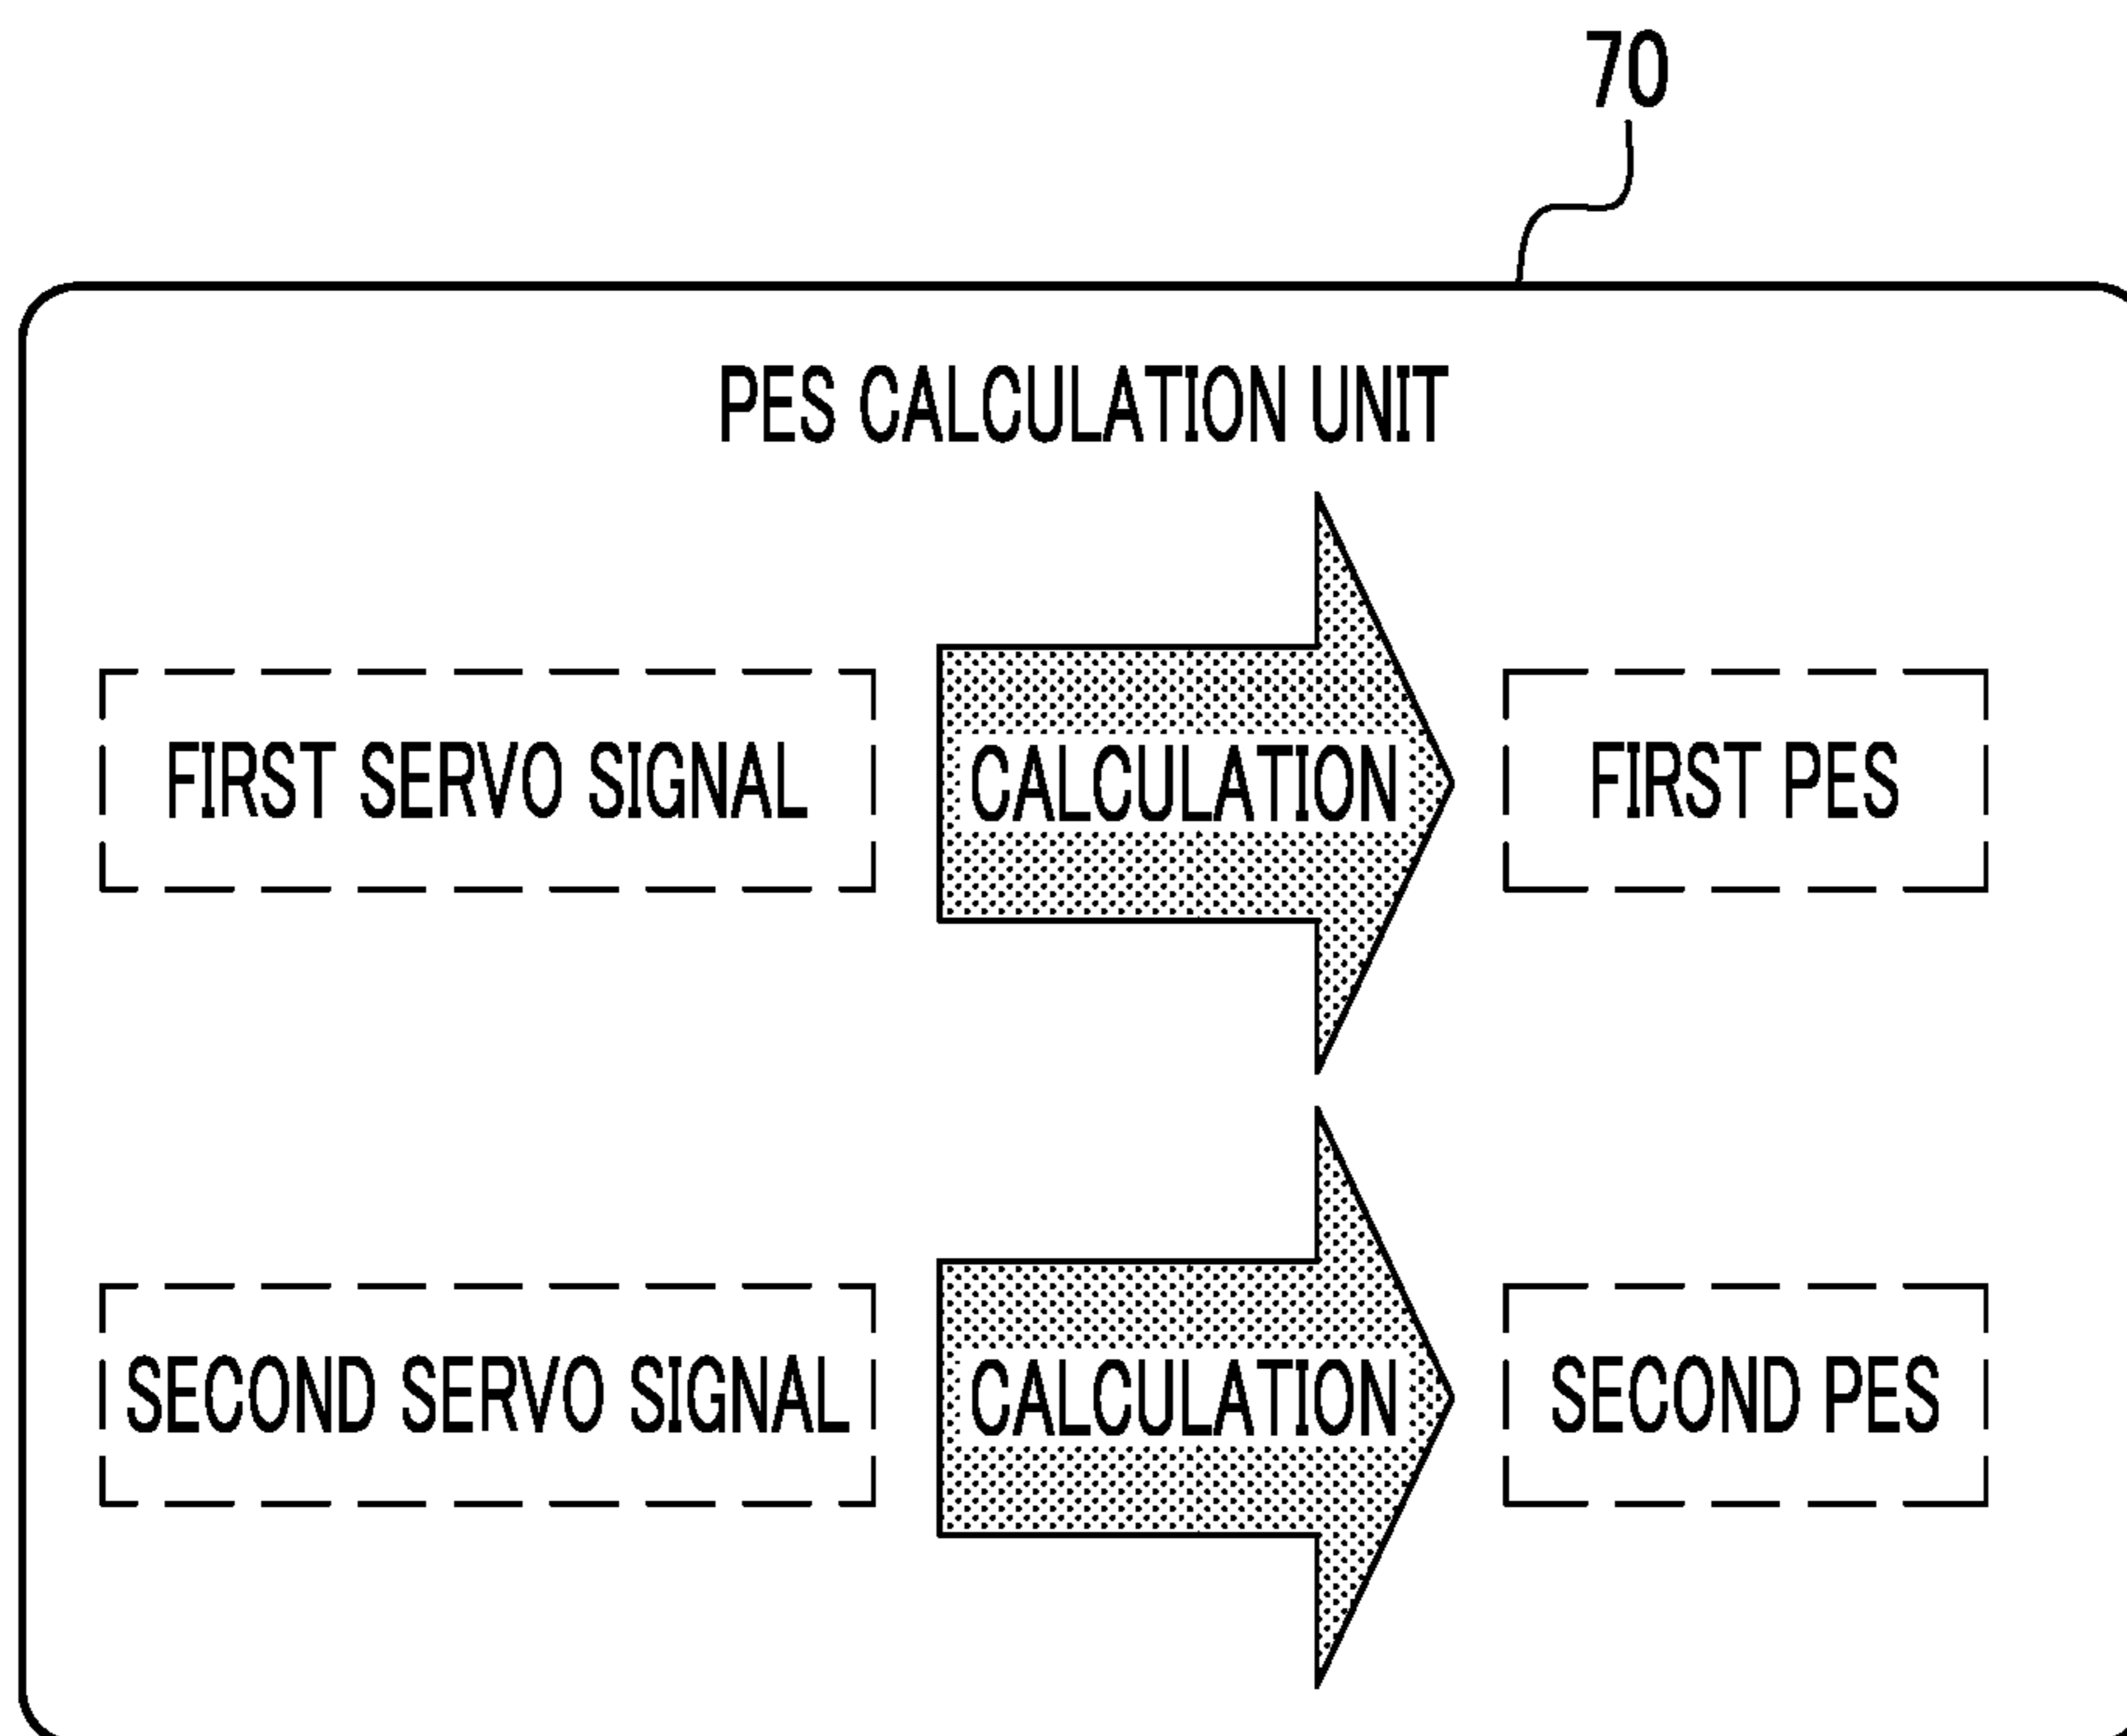 70
PES CALCULATION UNIT
FIRST SERVO SIGNAL
CALCULATION
FIRST PES
SECOND SERVO SIGNAL
CALCULATION
SECOND PES